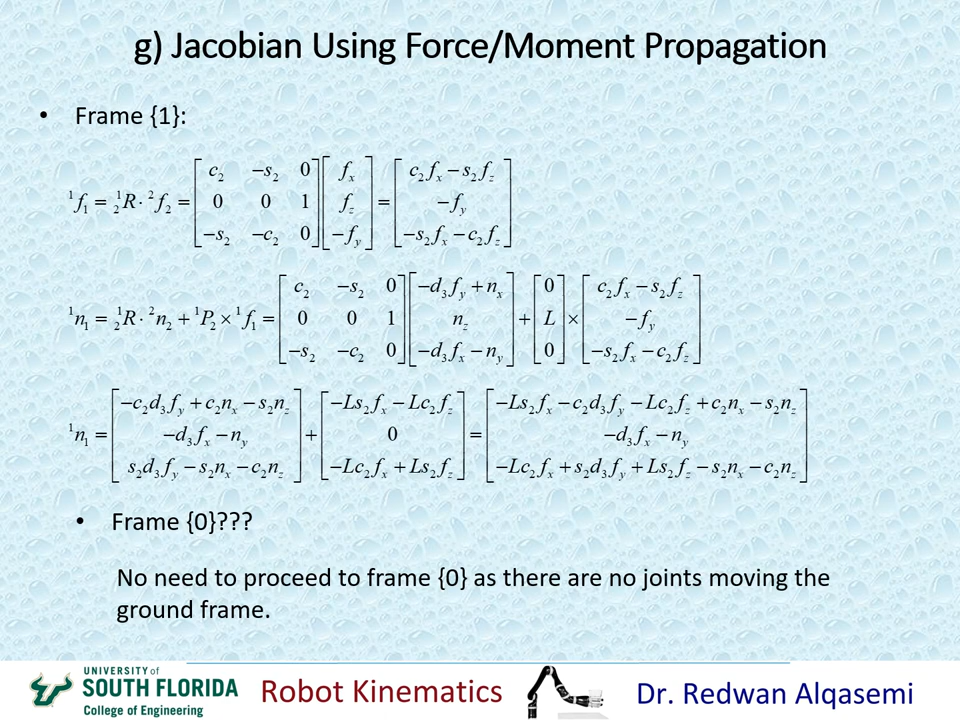 g) Jacobian Using Force/Moment Propagation
• Frame {1}:
¹f₁ = ¹₂R · ²f₂ = [c₂ −s₂ 0; 0 0 1; −s₂ −c₂ 0] [fₓ; f_z; −f_y] = [c₂fₓ − s₂f_z; −f_y; −s₂fₓ − c₂f_z]
¹n₁ = ¹₂R · ²n₂ + ¹P₂ × ¹f₁ = [c₂ −s₂ 0; 0 0 1; −s₂ −c₂ 0] [−d₃f_y + nₓ; n_z; −d₃fₓ − n_y] + [0; L; 0] × [c₂fₓ − s₂f_z; −f_y; −s₂fₓ − c₂f_z]
¹n₁ = [−c₂d₃f_y + c₂nₓ − s₂n_z; −d₃fₓ − n_y; s₂d₃f_y − s₂nₓ − c₂n_z] + [−Ls₂fₓ − Lc₂f_z; 0; −Lc₂fₓ + Ls₂f_z] = [−Ls₂fₓ − c₂d₃f_y − Lc₂f_z + c₂nₓ − s₂n_z; −d₃fₓ − n_y; −Lc₂fₓ + s₂d₃f_y + Ls₂f_z − s₂nₓ − c₂n_z]
• Frame {0}???
No need to proceed to frame {0} as there are no joints moving the
ground frame.
UNIVERSITY of
SOUTH FLORIDA
College of Engineering
Robot Kinematics
Dr. Redwan Alqasemi